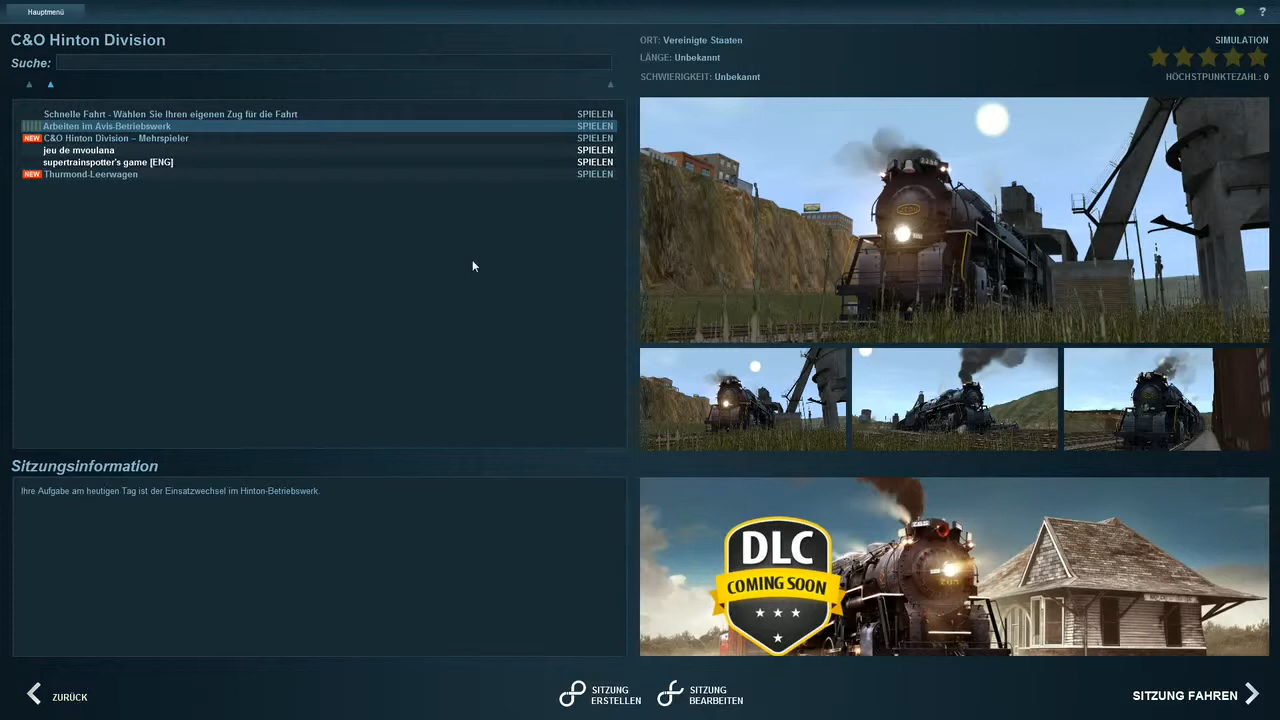 Hauptmenü
?
C&O Hinton Division
Suche:
Schnelle Fahrt - Wählen Sie Ihren eigenen Zug für die Fahrt SPIELEN
Arbeiten im Avis-Betriebswerk SPIELEN
NEW C&O Hinton Division – Mehrspieler SPIELEN
jeu de mvoulana SPIELEN
supertrainspotter's game [ENG] SPIELEN
NEW Thurmond-Leerwagen SPIELEN
Sitzungsinformation
Ihre Aufgabe am heutigen Tag ist der Einsatzwechsel im Hinton-Betriebswerk.
ORT: Vereinigte Staaten
LÄNGE: Unbekannt
SCHWIERIGKEIT: Unbekannt
SIMULATION
HÖCHSTPUNKTEZAHL: 0
DLC
COMING SOON
ZURÜCK
SITZUNG
ERSTELLEN
SITZUNG
BEARBEITEN
SITZUNG FAHREN